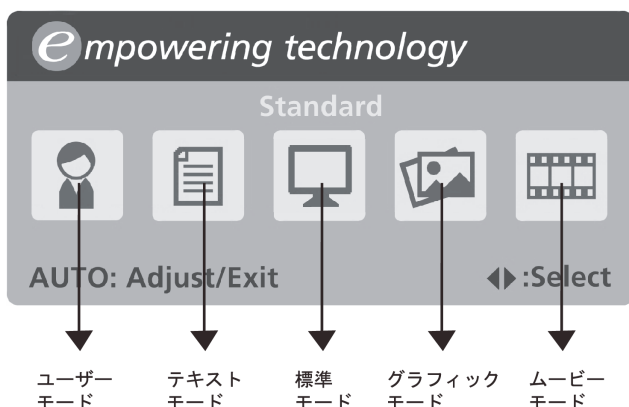 empowering technology
Standard
AUTO: Adjust/Exit
:Select
ユーザー
モード
テキスト
モード
標準
モード
グラフィック
モード
ムービー
モード